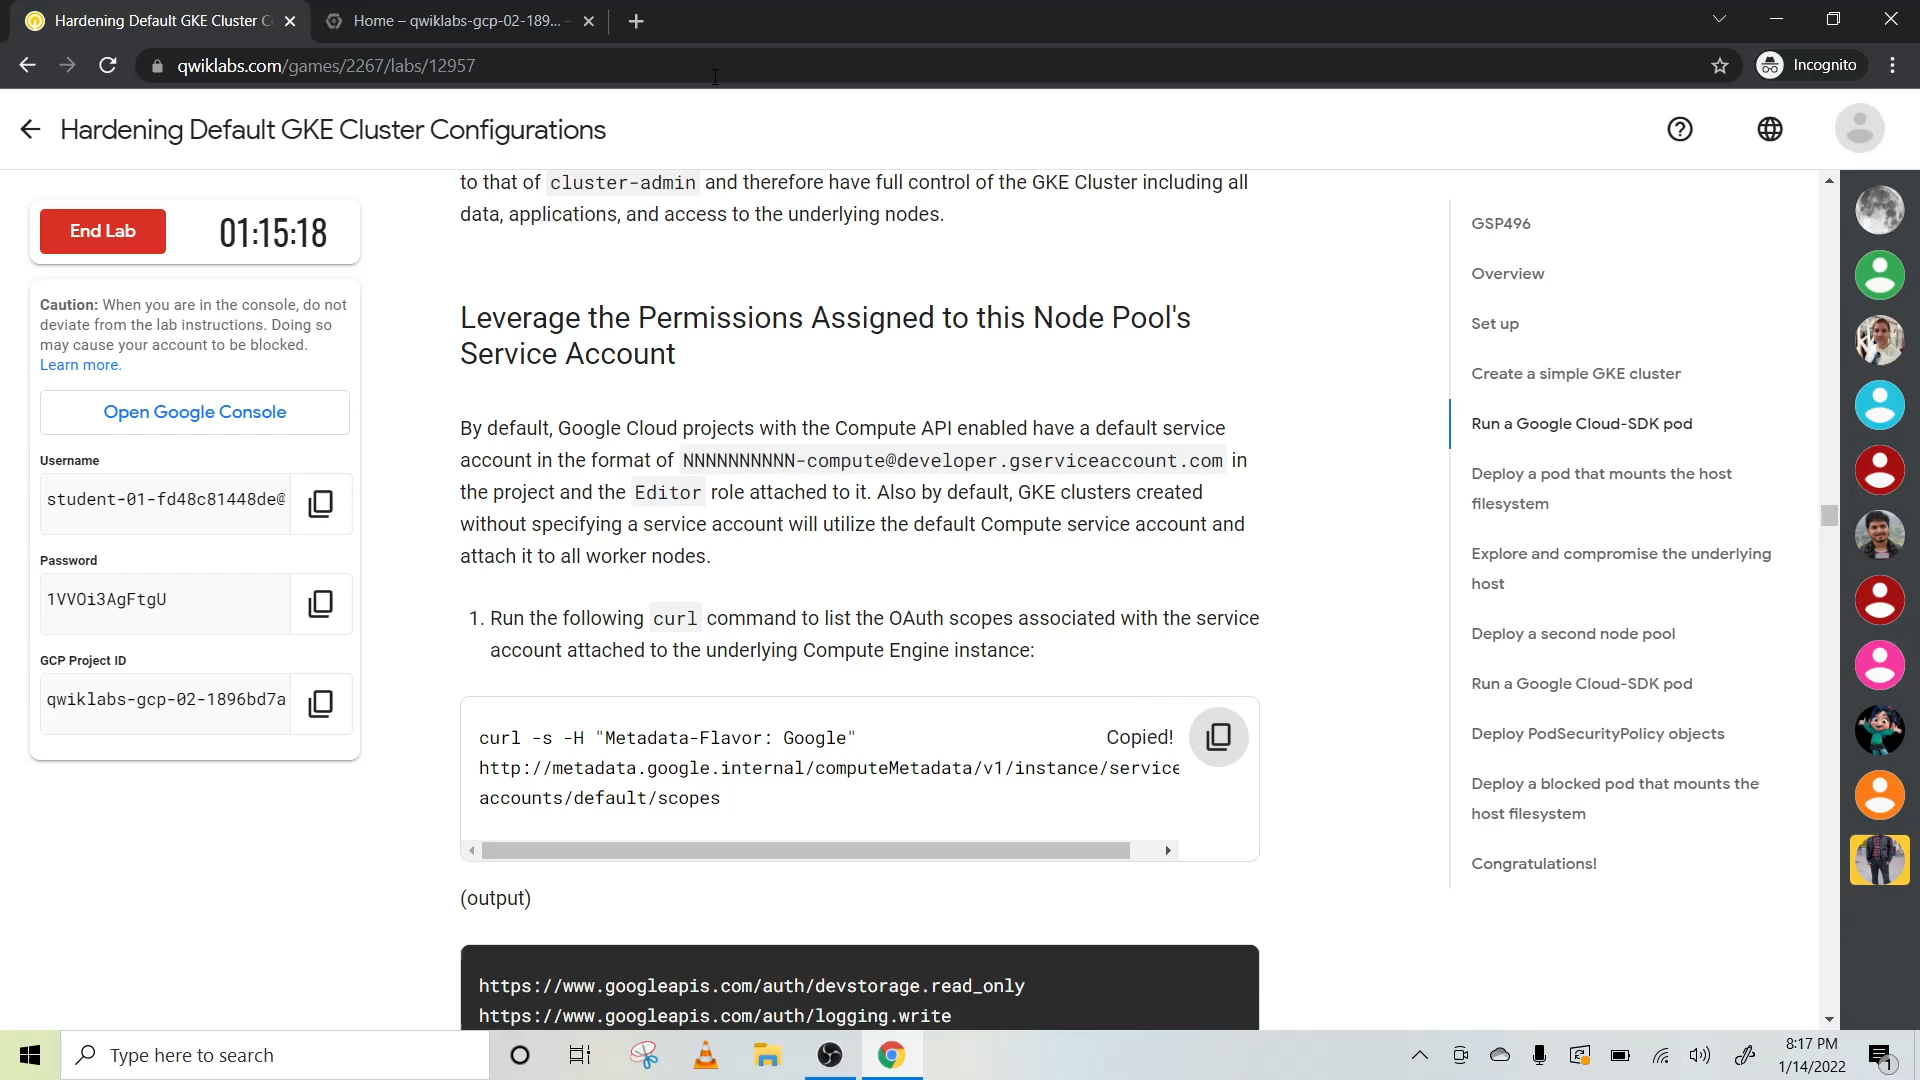 Hardening Default GKE Cluster C
Home – qwiklabs-gcp-02-189...
qwiklabs.com/games/2267/labs/12957
Incognito
Hardening Default GKE Cluster Configurations
End Lab
01:15:18
Caution: When you are in the console, do not
deviate from the lab instructions. Doing so
may cause your account to be blocked.
Learn more.
Open Google Console
Username
student-01-fd48c81448de@
Password
1VVOi3AgFtgU
GCP Project ID
qwiklabs-gcp-02-1896bd7a
to that of cluster-admin and therefore have full control of the GKE Cluster including all
data, applications, and access to the underlying nodes.
Leverage the Permissions Assigned to this Node Pool's
Service Account
By default, Google Cloud projects with the Compute API enabled have a default service
account in the format of NNNNNNNNNN-compute@developer.gserviceaccount.com in
the project and the Editor role attached to it. Also by default, GKE clusters created
without specifying a service account will utilize the default Compute service account and
attach it to all worker nodes.
1. Run the following curl command to list the OAuth scopes associated with the service
account attached to the underlying Compute Engine instance:
curl -s -H "Metadata-Flavor: Google"
Copied!
http://metadata.google.internal/computeMetadata/v1/instance/service
accounts/default/scopes
(output)
https://www.googleapis.com/auth/devstorage.read_only
https://www.googleapis.com/auth/logging.write
GSP496
Overview
Set up
Create a simple GKE cluster
Run a Google Cloud-SDK pod
Deploy a pod that mounts the host
filesystem
Explore and compromise the underlying
host
Deploy a second node pool
Run a Google Cloud-SDK pod
Deploy PodSecurityPolicy objects
Deploy a blocked pod that mounts the
host filesystem
Congratulations!
Type here to search
8:17 PM
1/14/2022
1